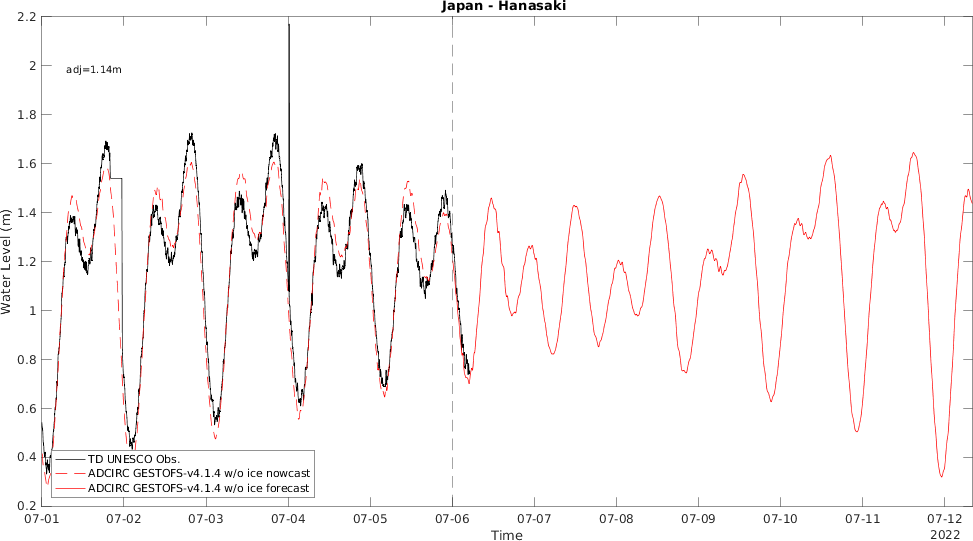 Japan - Hanasaki
adj=1.14m
2.2
2
1.8
1.6
1.4
1.2
1
0.8
0.6
0.4
0.2
Water Level (m)
TD UNESCO Obs.
ADCIRC GESTOFS-v4.1.4 w/o ice nowcast
ADCIRC GESTOFS-v4.1.4 w/o ice forecast
07-01 07-02 07-03 07-04 07-05 07-06 07-07 07-08 07-09 07-10 07-11 07-12
2022
Time